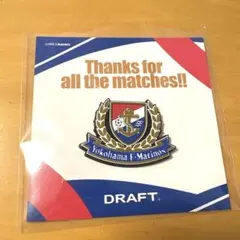 Thanks for
all the matches!!
Yokohama F·Marinos
DRAFT